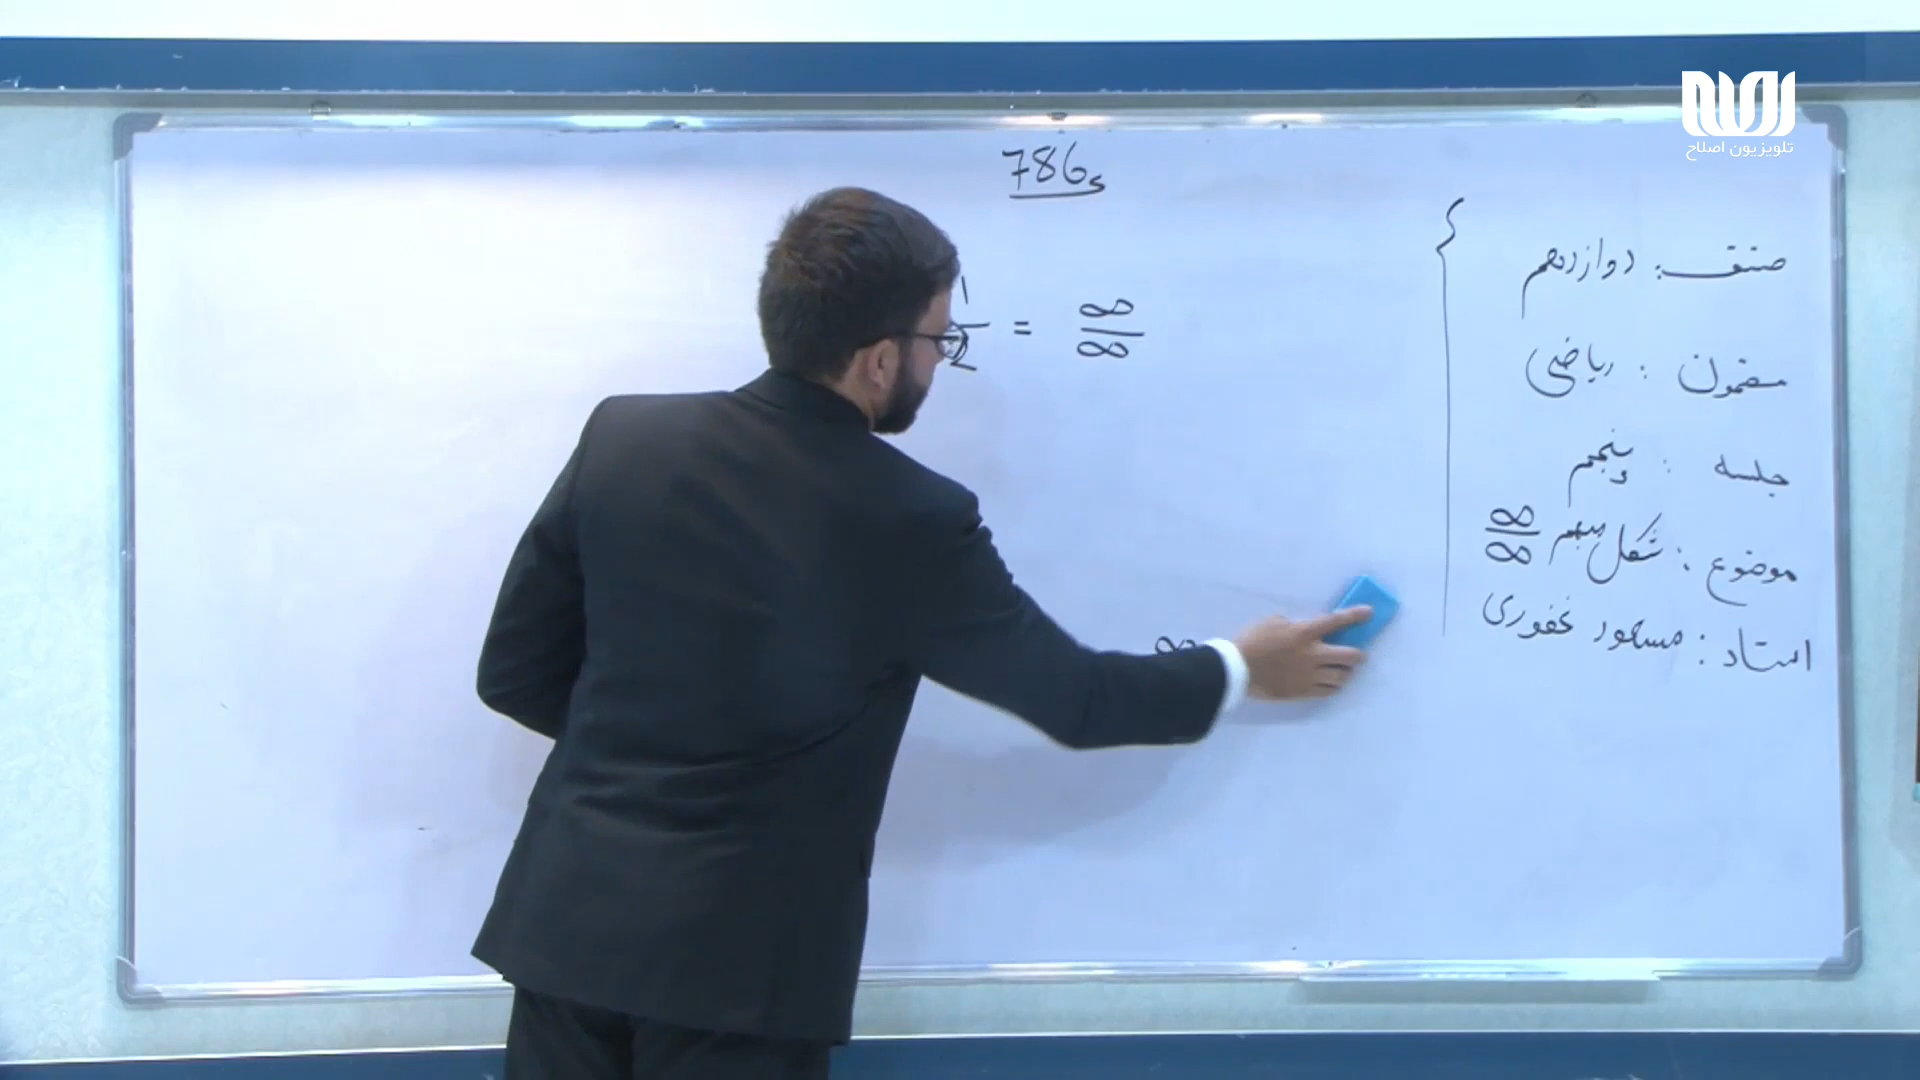 تلویزیون اصلاح
786
1/2 = ∞/∞
صنف: دوازدهم
مضمون: ریاضی
جلسه: پنجم
موضوع: شکل مبهم ∞/∞
استاد: مسعود غفوری
∞